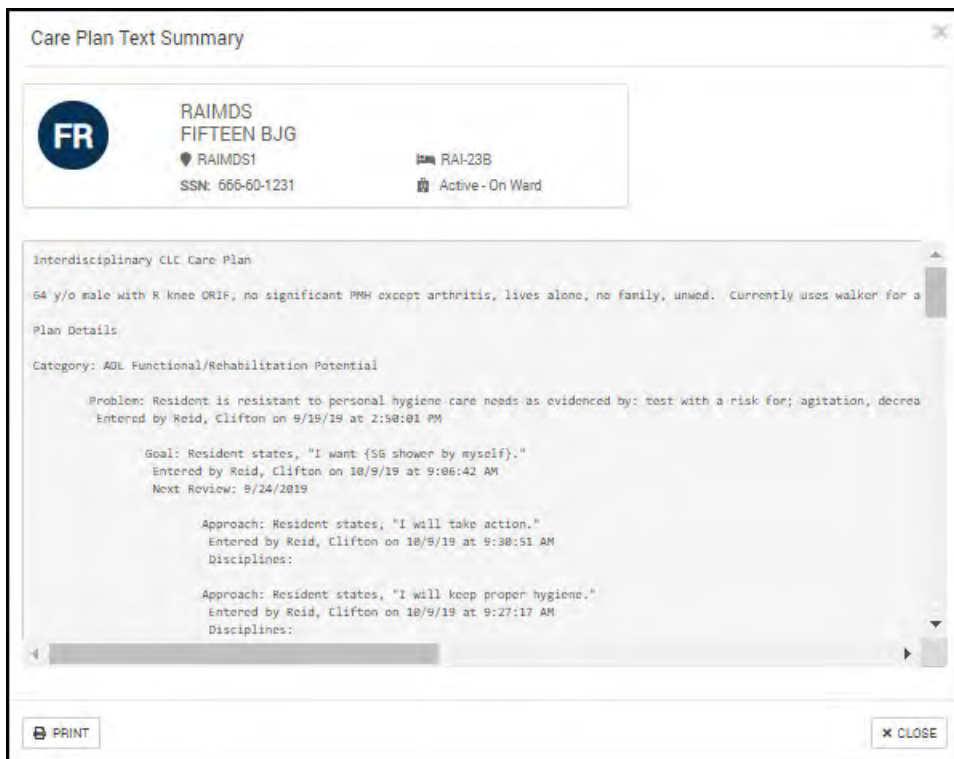 Care Plan Text Summary
FR
RAIMDS
FIFTEEN BJG
RAIMDS1
RAI-23B
SSN: 666-60-1231
Active - On Ward
Interdisciplinary CLC Care Plan
64 y/o male with R knee ORIF, no significant PMH except arthritis, lives alone, no family, unwed. Currently uses walker for a
Plan Details
Category: ADL Functional/Rehabilitation Potential
Problem: Resident is resistant to personal hygiene care needs as evidenced by: test with a risk for; agitation, decrea
Entered by Reid, Clifton on 9/19/19 at 2:50:01 PM
Goal: Resident states, "I want {SG shower by myself}."
Entered by Reid, Clifton on 10/9/19 at 9:06:42 AM
Next Review: 9/24/2019
Approach: Resident states, "I will take action."
Entered by Reid, Clifton on 10/9/19 at 9:30:51 AM
Disciplines:
Approach: Resident states, "I will keep proper hygiene."
Entered by Reid, Clifton on 10/9/19 at 9:27:17 AM
Disciplines:
PRINT
× CLOSE